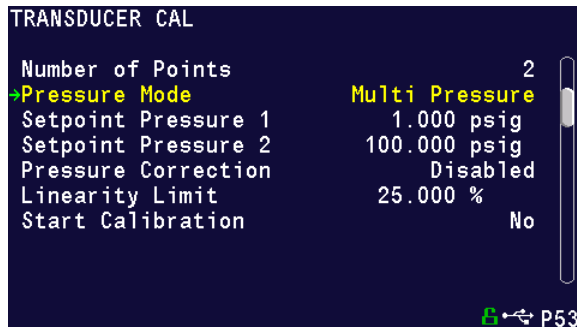 TRANSDUCER CAL
Number of Points 2
→Pressure Mode Multi Pressure
Setpoint Pressure 1 1.000 psig
Setpoint Pressure 2 100.000 psig
Pressure Correction Disabled
Linearity Limit 25.000 %
Start Calibration No
P53